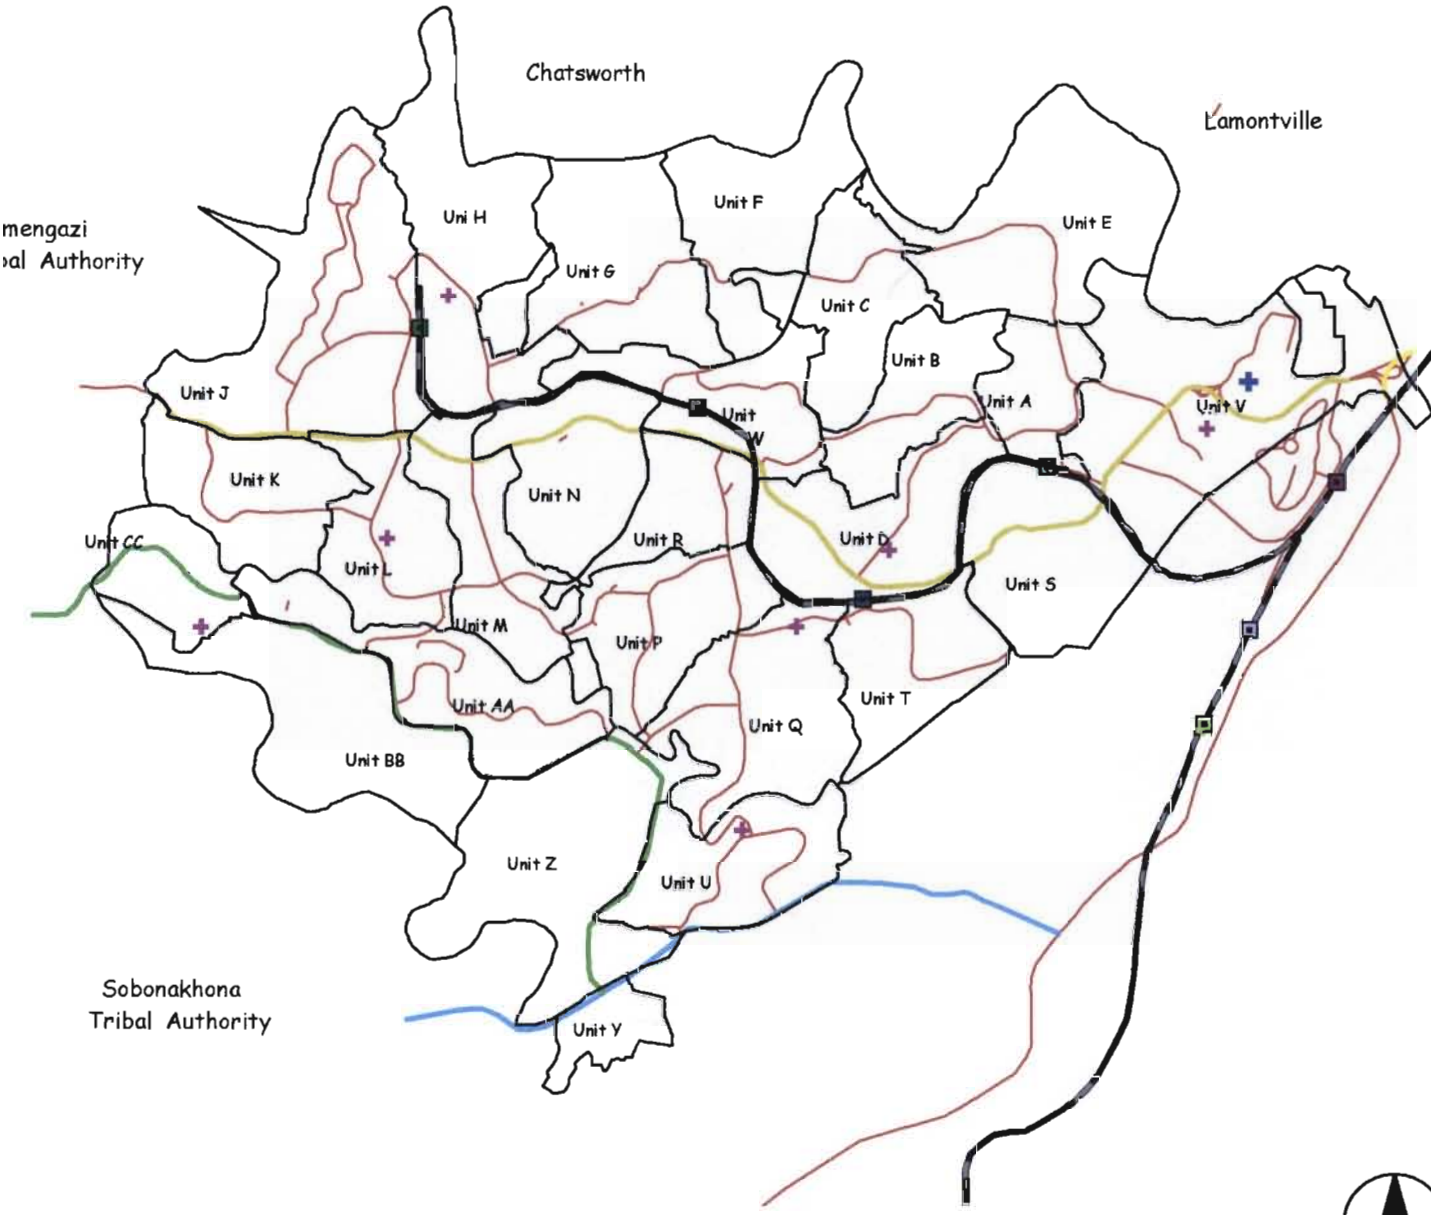 Chatsworth
Lamontville
mengazi
Authority
Uni H
Unit F
Unit E
Unit G
Unit C
Unit B
Unit J
Unit A
Unit V
Unit
W
Unit K
Unit N
Unit CC
Unit R
Unit D
Unit L
Unit S
Unit M
Unit P
Unit AA
Unit T
Unit Q
Unit BB
Unit Z
Unit U
Sobonakhona
Tribal Authority
Unit Y